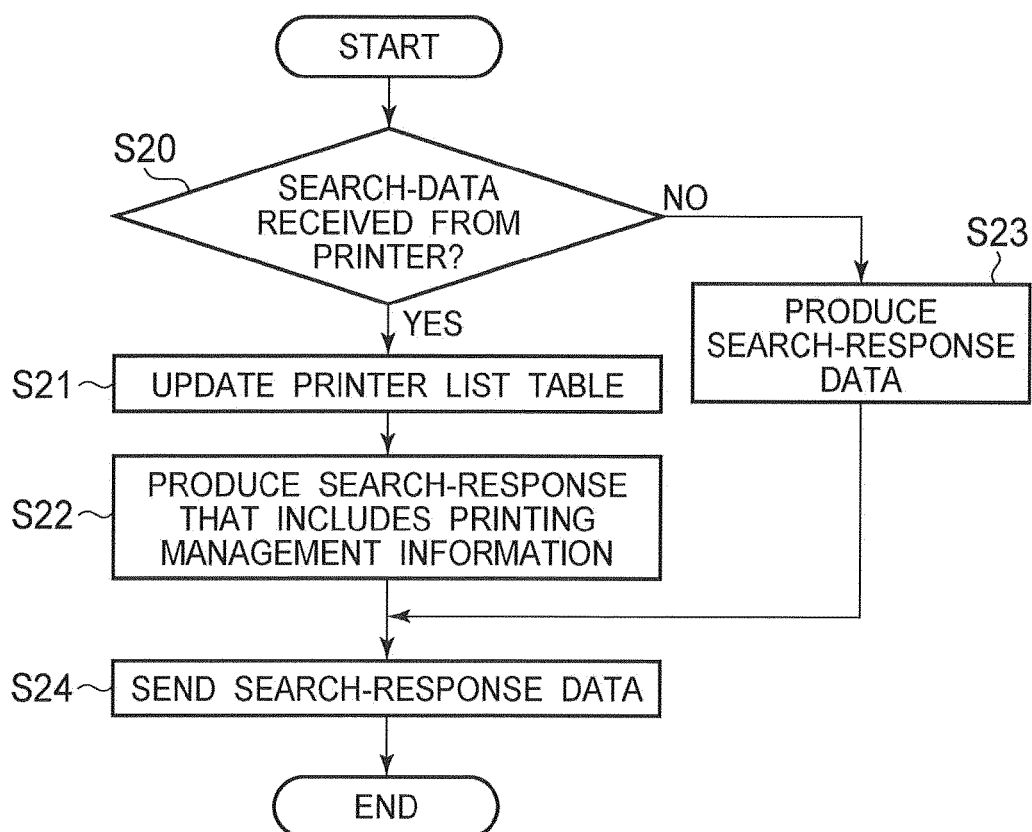 START
S20
SEARCH-DATA
RECEIVED FROM
PRINTER?
NO
YES
S23
PRODUCE
SEARCH-RESPONSE
DATA
S21
UPDATE PRINTER LIST TABLE
S22
PRODUCE SEARCH-RESPONSE
THAT INCLUDES PRINTING
MANAGEMENT INFORMATION
S24
SEND SEARCH-RESPONSE DATA
END